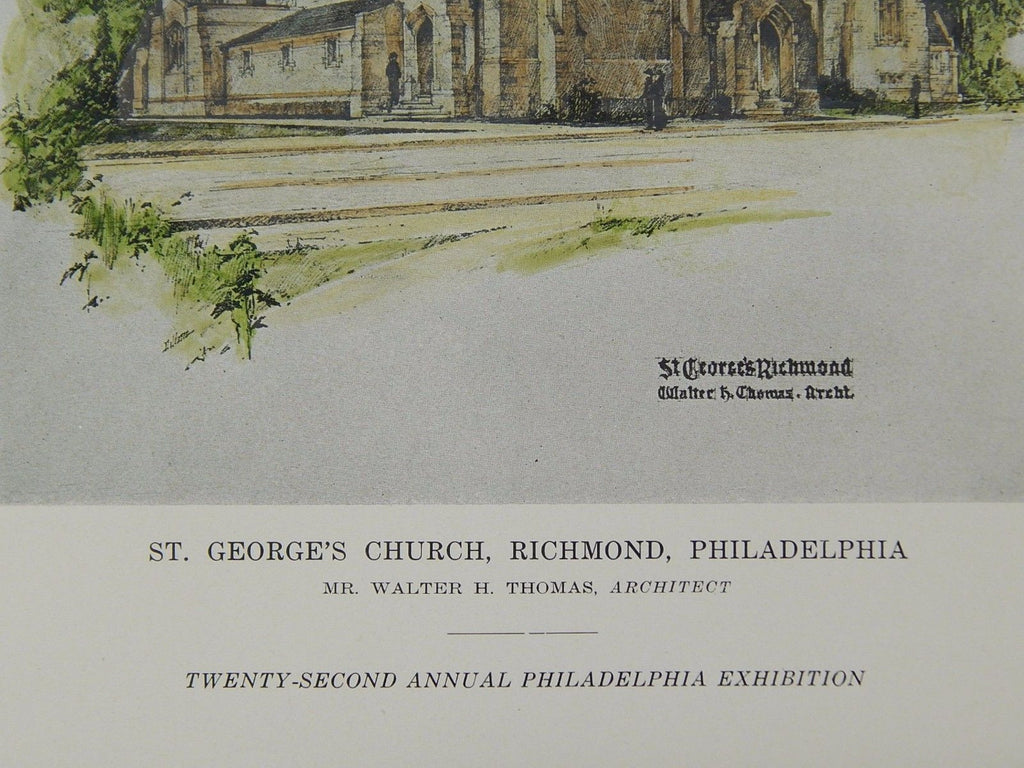 St George's Richmond
Walter H. Thomas. Archt.
ST. GEORGE'S CHURCH, RICHMOND, PHILADELPHIA
MR. WALTER H. THOMAS, ARCHITECT
TWENTY-SECOND ANNUAL PHILADELPHIA EXHIBITION